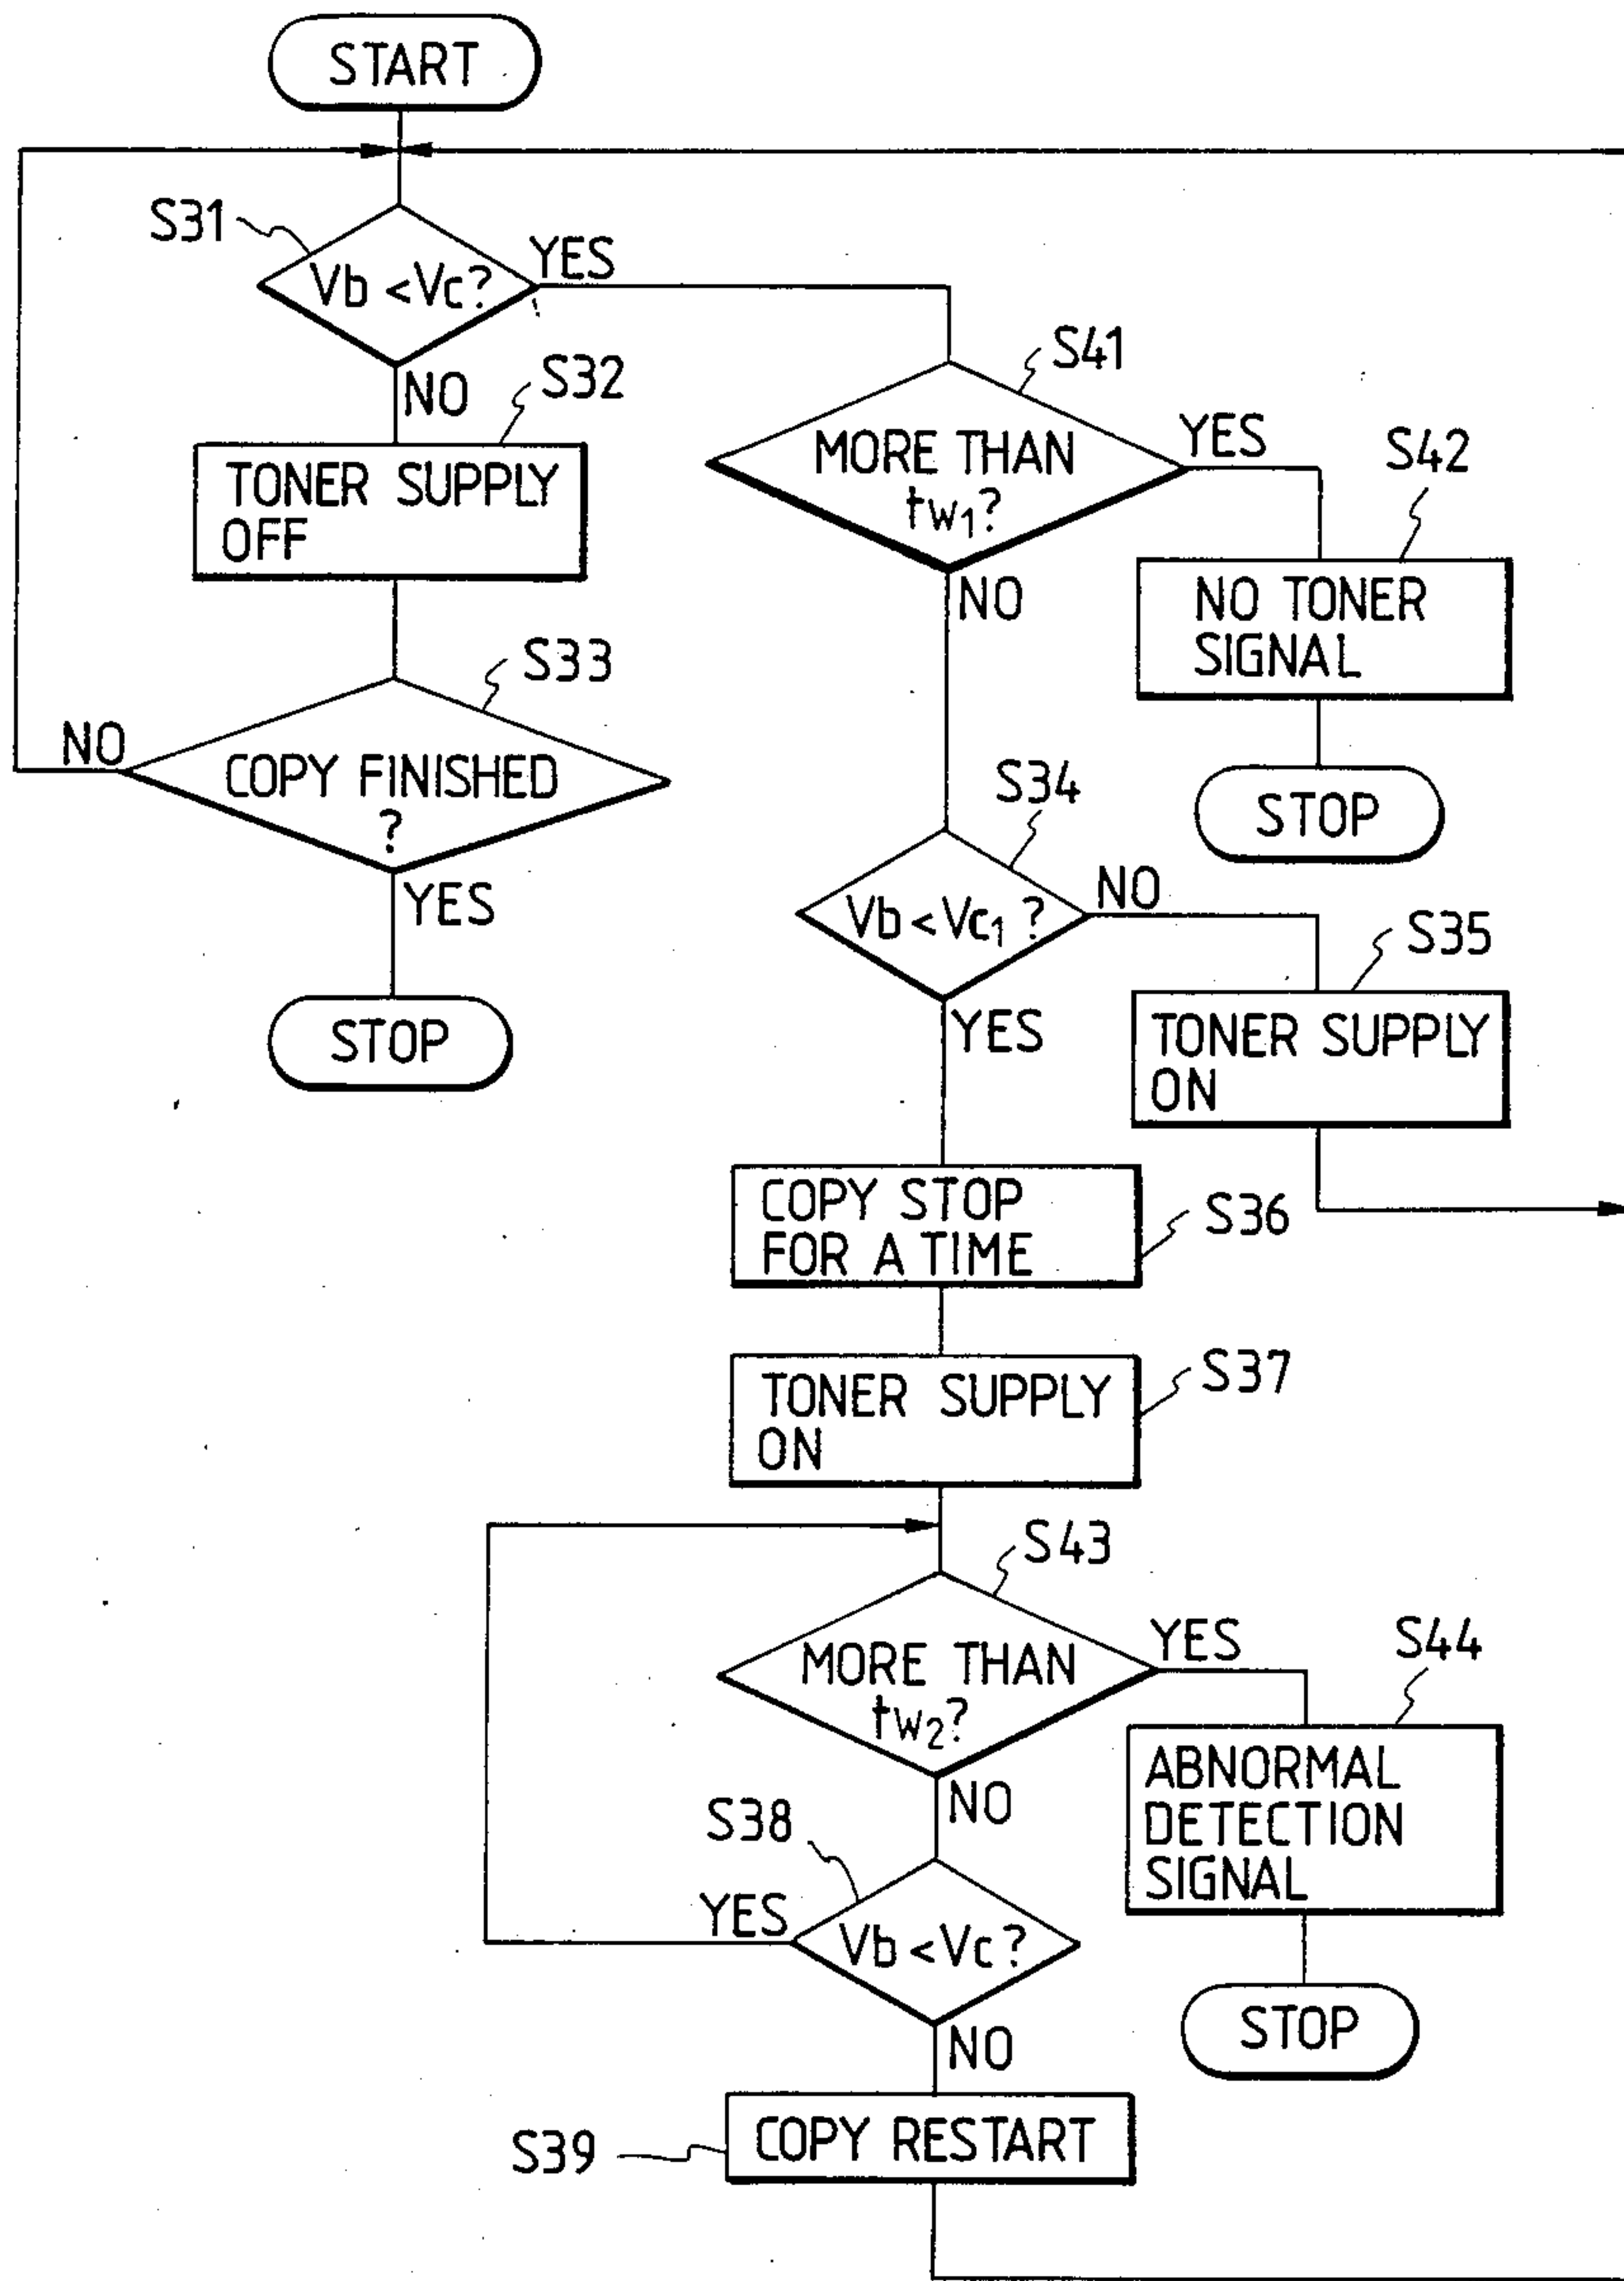 START
S31
Vb < Vc?
YES
NO
S32
TONER SUPPLY
OFF
S33
NO
COPY FINISHED
?
YES
STOP
S41
MORE THAN
tw₁?
YES
NO
S42
NO TONER
SIGNAL
STOP
S34
Vb < Vc₁ ?
NO
YES
S35
TONER SUPPLY
ON
COPY STOP
FOR A TIME
S36
TONER SUPPLY
ON
S37
S43
MORE THAN
tw₂?
YES
NO
S44
ABNORMAL
DETECTION
SIGNAL
STOP
S38
YES
Vb < Vc?
NO
S39
COPY RESTART